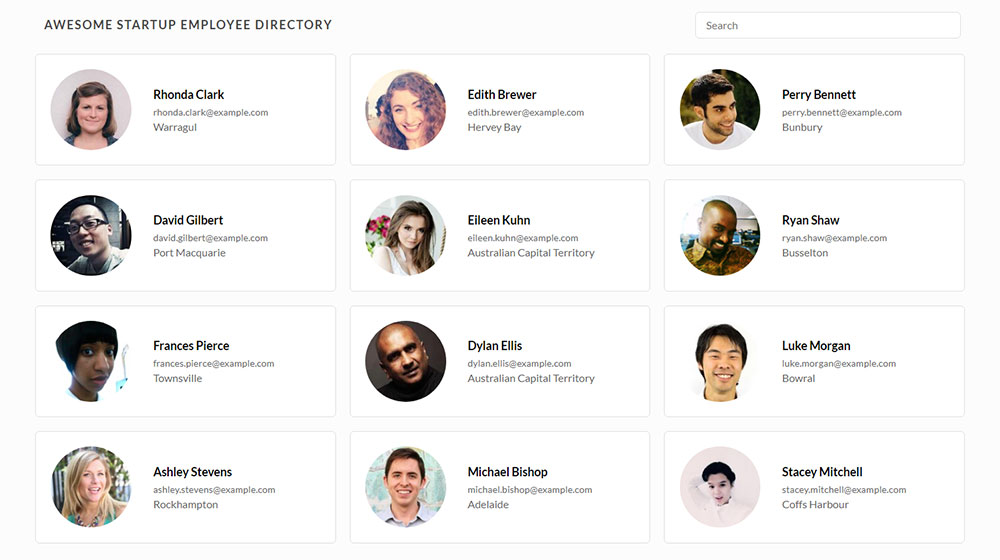 AWESOME STARTUP EMPLOYEE DIRECTORY
Search
Rhonda Clark
rhonda.clark@example.com
Warragul
Edith Brewer
edith.brewer@example.com
Hervey Bay
Perry Bennett
perry.bennett@example.com
Bunbury
David Gilbert
david.gilbert@example.com
Port Macquarie
Eileen Kuhn
eileen.kuhn@example.com
Australian Capital Territory
Ryan Shaw
ryan.shaw@example.com
Busselton
Frances Pierce
frances.pierce@example.com
Townsville
Dylan Ellis
dylan.ellis@example.com
Australian Capital Territory
Luke Morgan
luke.morgan@example.com
Bowral
Ashley Stevens
ashley.stevens@example.com
Rockhampton
Michael Bishop
michael.bishop@example.com
Adelaide
Stacey Mitchell
stacey.mitchell@example.com
Coffs Harbour